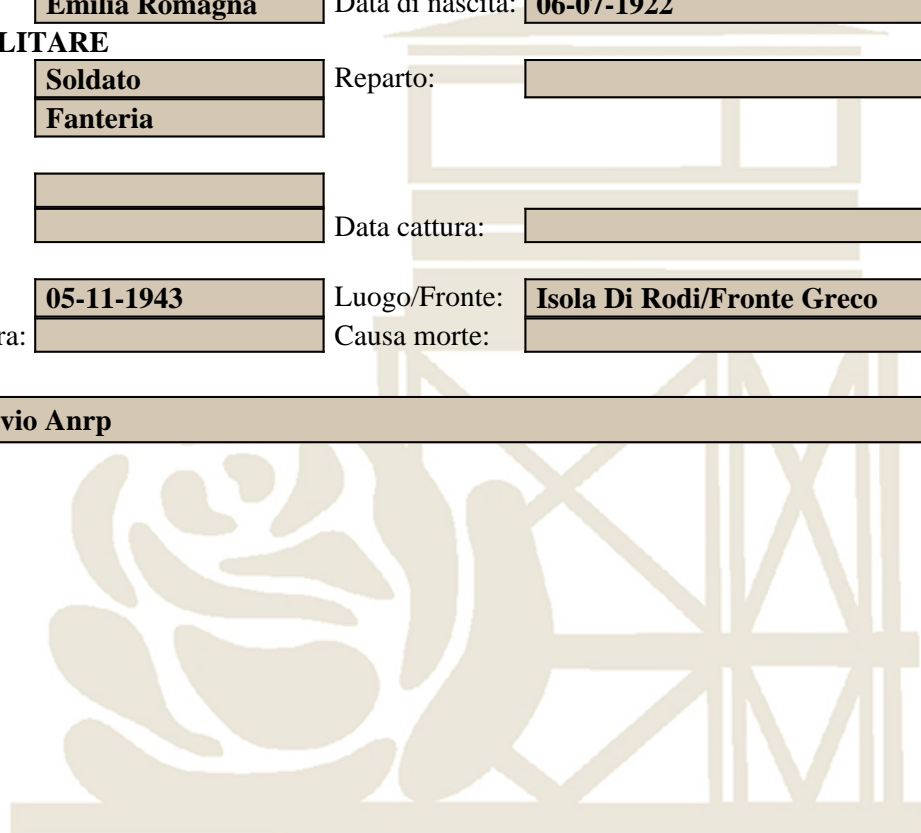 Emilia Romagna Data di nascita: 06-07-1922
LITARE
Soldato Reparto:
Fanteria
Data cattura:
05-11-1943 Luogo/Fronte: Isola Di Rodi/Fronte Greco
ra: Causa morte:
vio Anrp